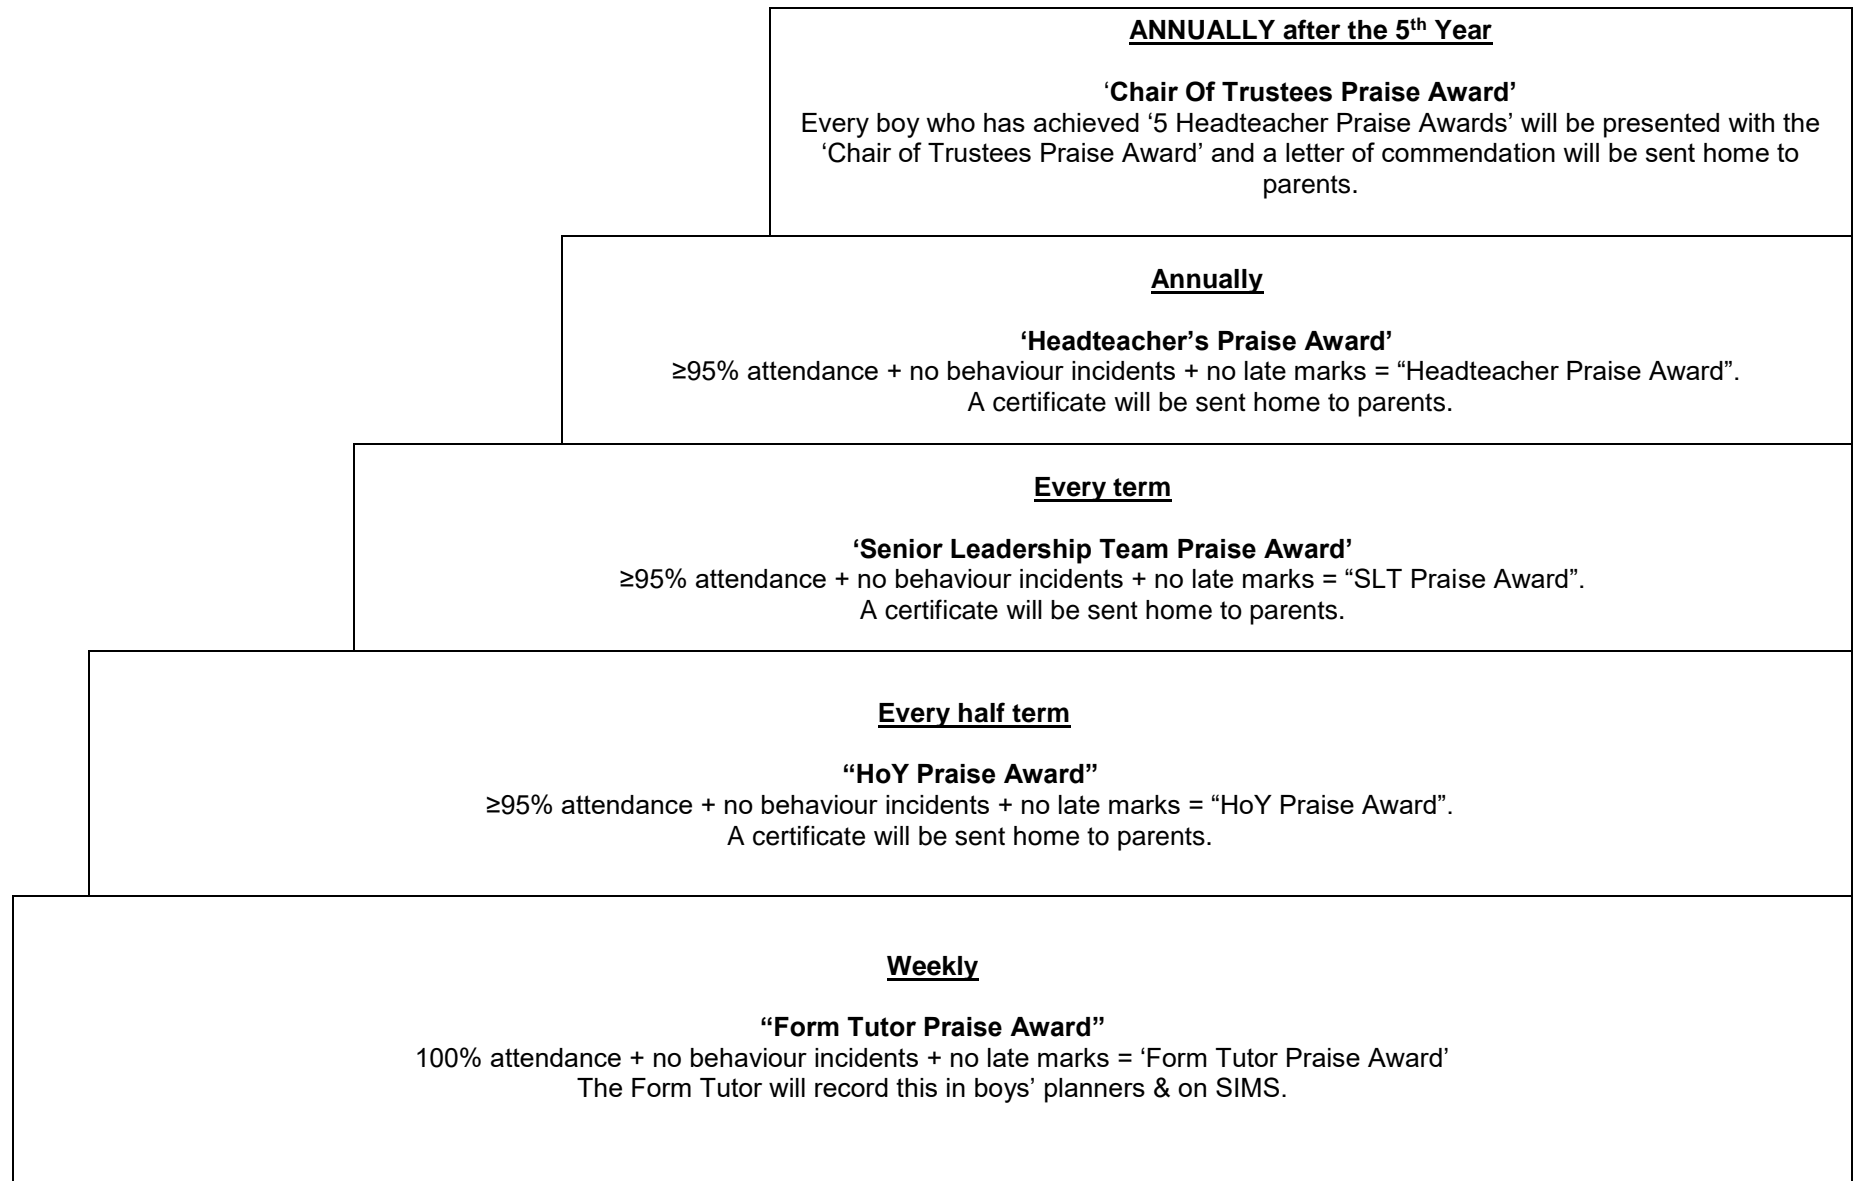 ANNUALLY after the 5th Year
‘Chair Of Trustees Praise Award’
Every boy who has achieved ‘5 Headteacher Praise Awards’ will be presented with the
‘Chair of Trustees Praise Award’ and a letter of commendation will be sent home to
parents.
Annually
‘Headteacher’s Praise Award’
≥95% attendance + no behaviour incidents + no late marks = “Headteacher Praise Award”.
A certificate will be sent home to parents.
Every term
‘Senior Leadership Team Praise Award’
≥95% attendance + no behaviour incidents + no late marks = “SLT Praise Award”.
A certificate will be sent home to parents.
Every half term
“HoY Praise Award”
≥95% attendance + no behaviour incidents + no late marks = “HoY Praise Award”.
A certificate will be sent home to parents.
Weekly
“Form Tutor Praise Award”
100% attendance + no behaviour incidents + no late marks = ‘Form Tutor Praise Award’
The Form Tutor will record this in boys’ planners & on SIMS.